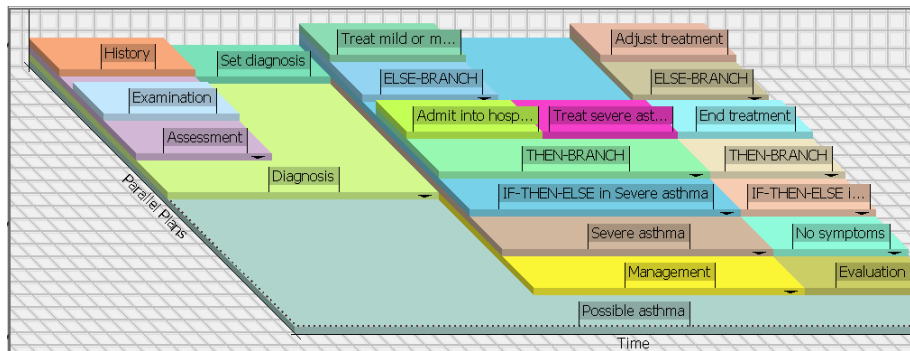 Treat mild or m...
Adjust treatment
History
Set diagnosis
ELSE-BRANCH
ELSE-BRANCH
Examination
Admit into hosp...
Treat severe ast...
End treatment
Assessment
THEN-BRANCH
THEN-BRANCH
Diagnosis
IF-THEN-ELSE in Severe asthma
IF-THEN-ELSE i...
Parallel Plans
Severe asthma
No symptoms
Management
Evaluation
Possible asthma
Time